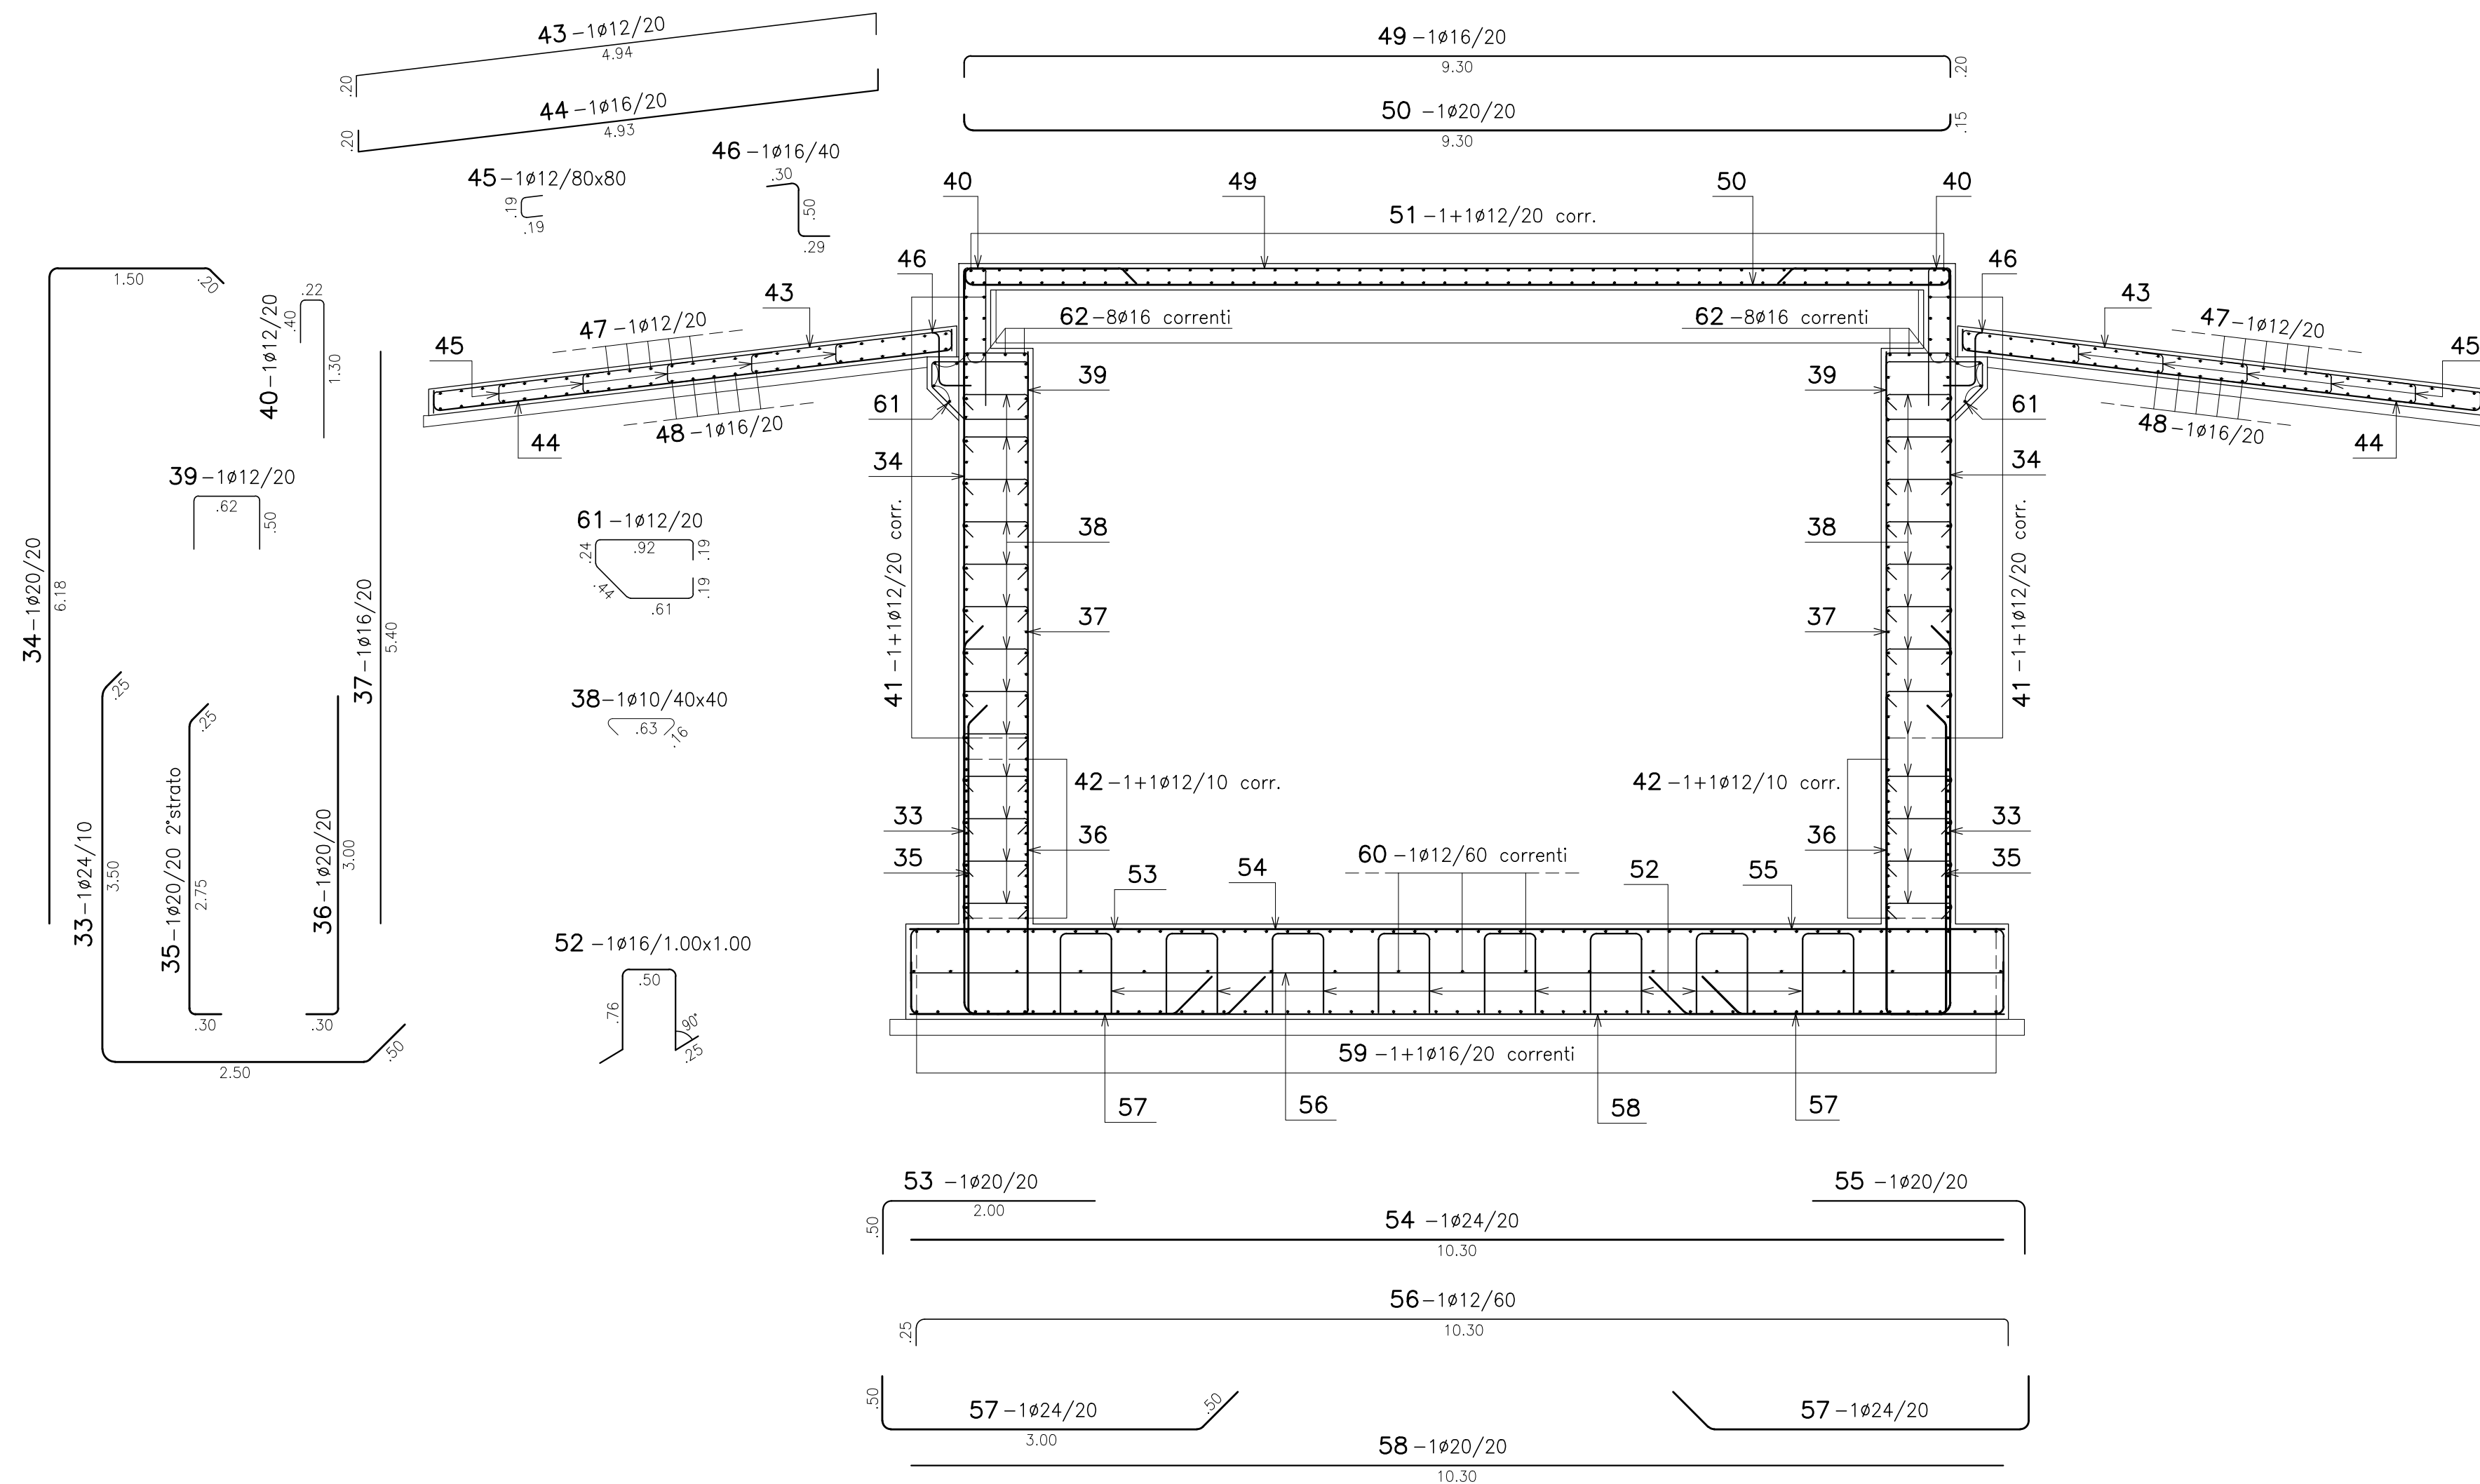 43 -1ø12/20
4.94
.20
44 -1ø16/20
4.93
.20
49 -1ø16/20
9.30
.20
50 -1ø20/20
9.30
.15
46 -1ø16/40
.30
.50
.29
45 -1ø12/80x80
.19
.19
40
49
50
40
51 -1+1ø12/20 corr.
46
43
47 -1ø12/20
45
62 -8ø16 correnti
62 -8ø16 correnti
46
43
47 -1ø12/20
45
39
39
61
61
48 -1ø16/20
44
48 -1ø16/20
44
34
34
41 -1+1ø12/20 corr.
41 -1+1ø12/20 corr.
38
38
37
37
42 -1+1ø12/10 corr.
42 -1+1ø12/10 corr.
33
33
36
36
35
35
53
54
60 -1ø12/60 correnti
52
55
59 -1+1ø16/20 correnti
57
56
58
57
1.50
.20
34 -1ø20/20
6.18
.22
.40
40 -1ø12/20
1.30
39 -1ø12/20
.62
.50
37 -1ø16/20
5.40
61 -1ø12/20
.24
.92
.19
.44
.61
.19
38 -1ø10/40x40
.63
.16
.25
33 -1ø24/10
3.50
2.50
.50
.25
35 -1ø20/20 2°strato
2.75
.30
36 -1ø20/20
3.00
.30
52 -1ø16/1.00x1.00
.50
.76
90°
.25
53 -1ø20/20
2.00
.50
55 -1ø20/20
54 -1ø24/20
10.30
56 -1ø12/60
.25
10.30
.50
57 -1ø24/20
.50
3.00
57 -1ø24/20
58 -1ø20/20
10.30